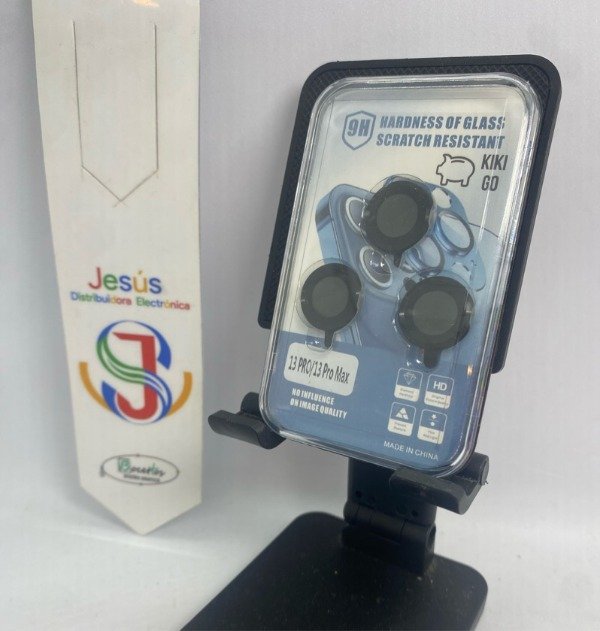 Jesús
Distribuidora Electrónica
SJ
9H
HARDNESS OF GLASS
SCRATCH RESISTANT
KIKI
GO
13 PRO/13 Pro Max
NO INFLUENCE
ON IMAGE QUALITY
HD
MADE IN CHINA